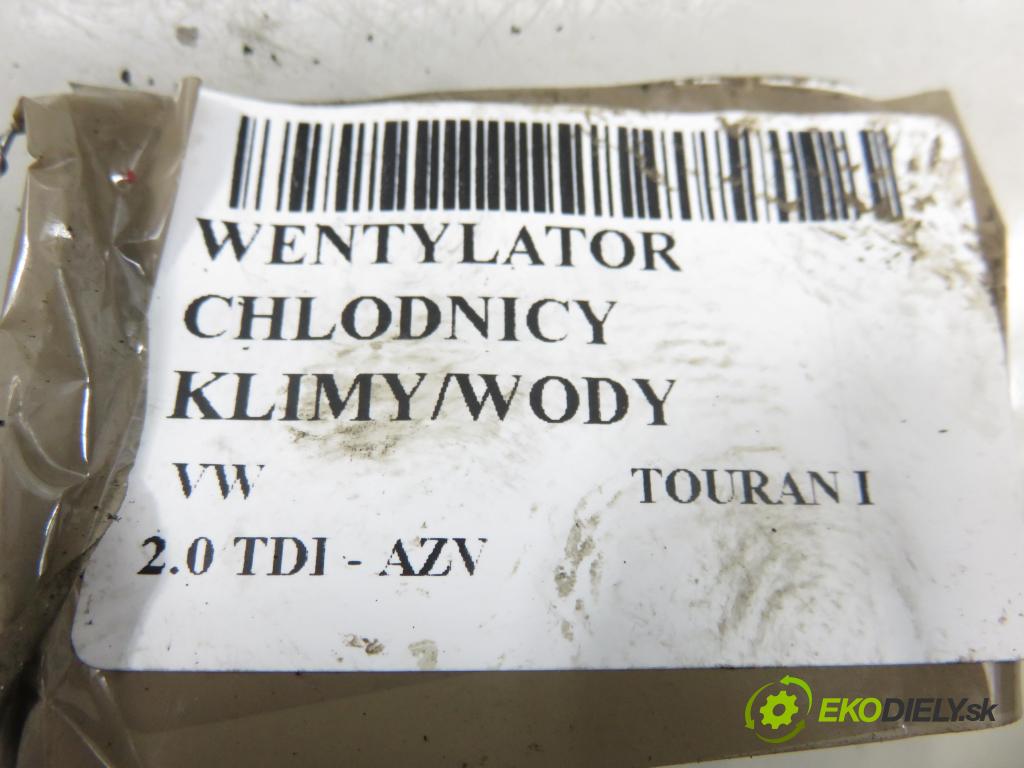 WENTYLATOR
CHLODNICY
KLIMY/WODY
VW TOURAN I
2.0 TDI - AZV
EKODIELY.sk